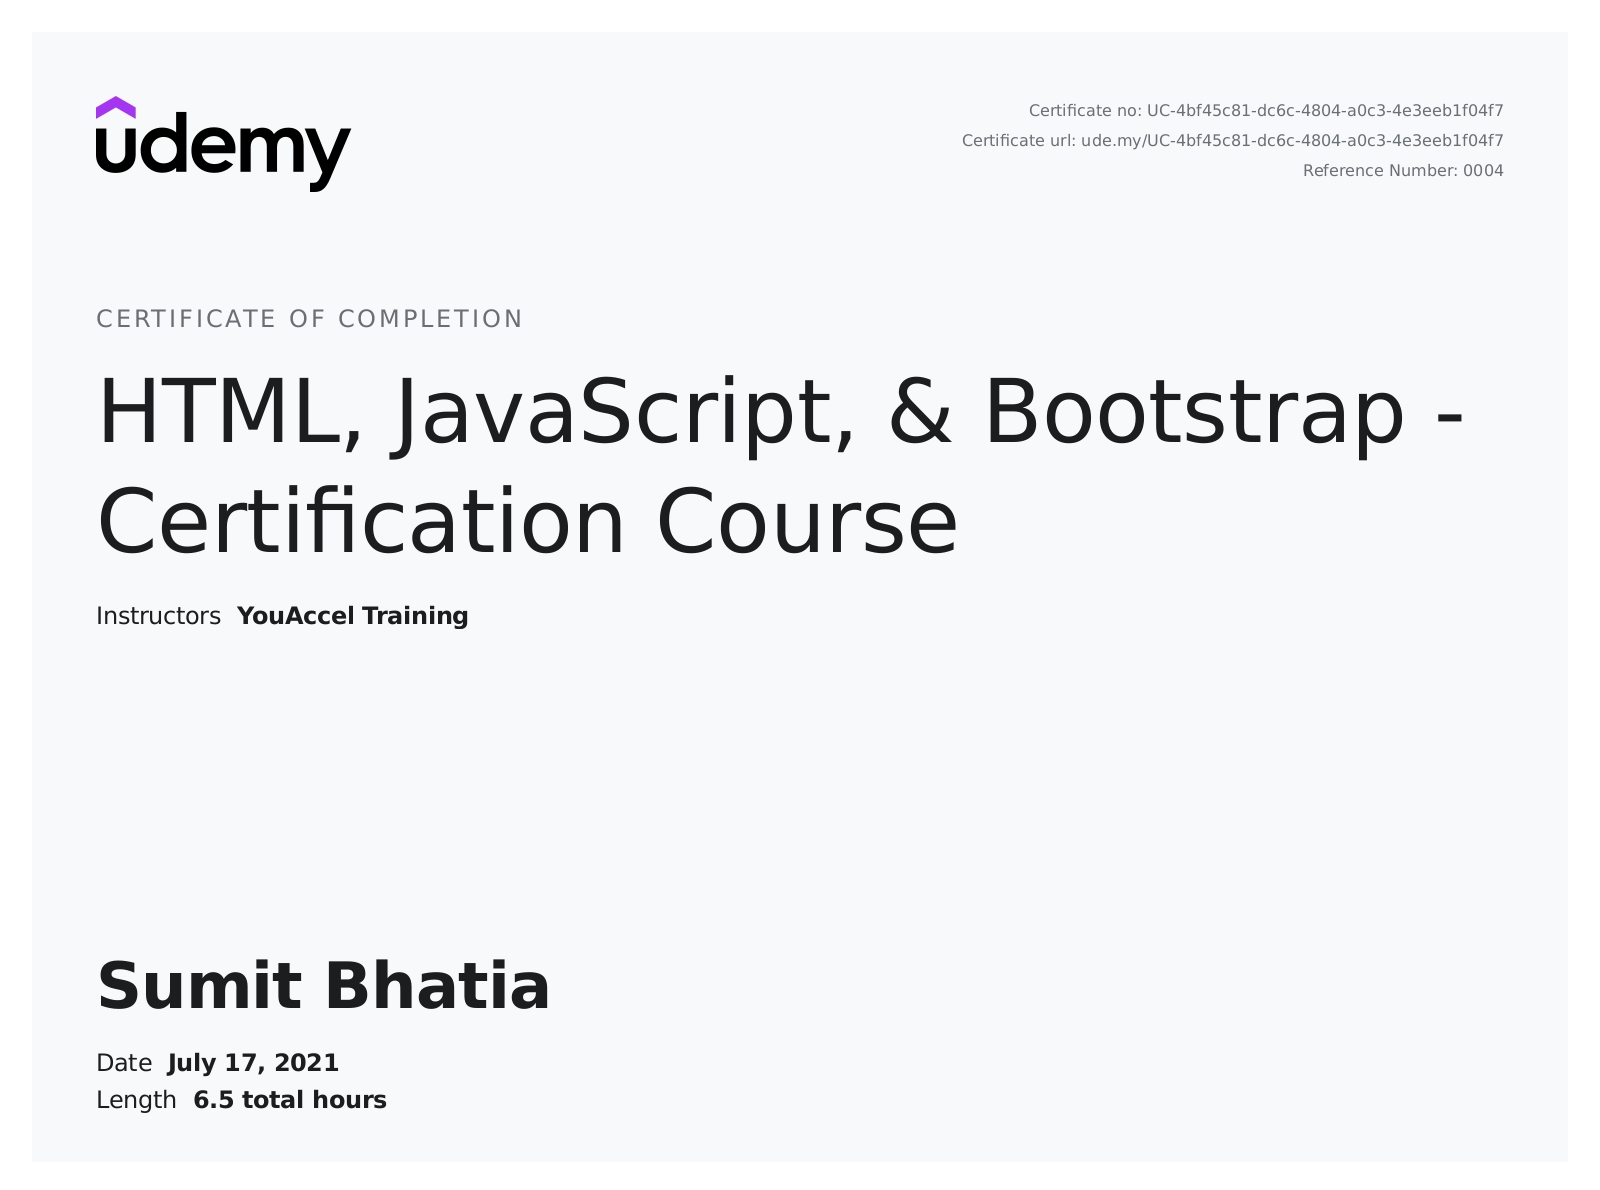 udemy
Certificate no: UC-4bf45c81-dc6c-4804-a0c3-4e3eeb1f04f7
Certificate url: ude.my/UC-4bf45c81-dc6c-4804-a0c3-4e3eeb1f04f7
Reference Number: 0004
CERTIFICATE OF COMPLETION
HTML, JavaScript, & Bootstrap -
Certification Course
Instructors YouAccel Training
Sumit Bhatia
Date July 17, 2021
Length 6.5 total hours